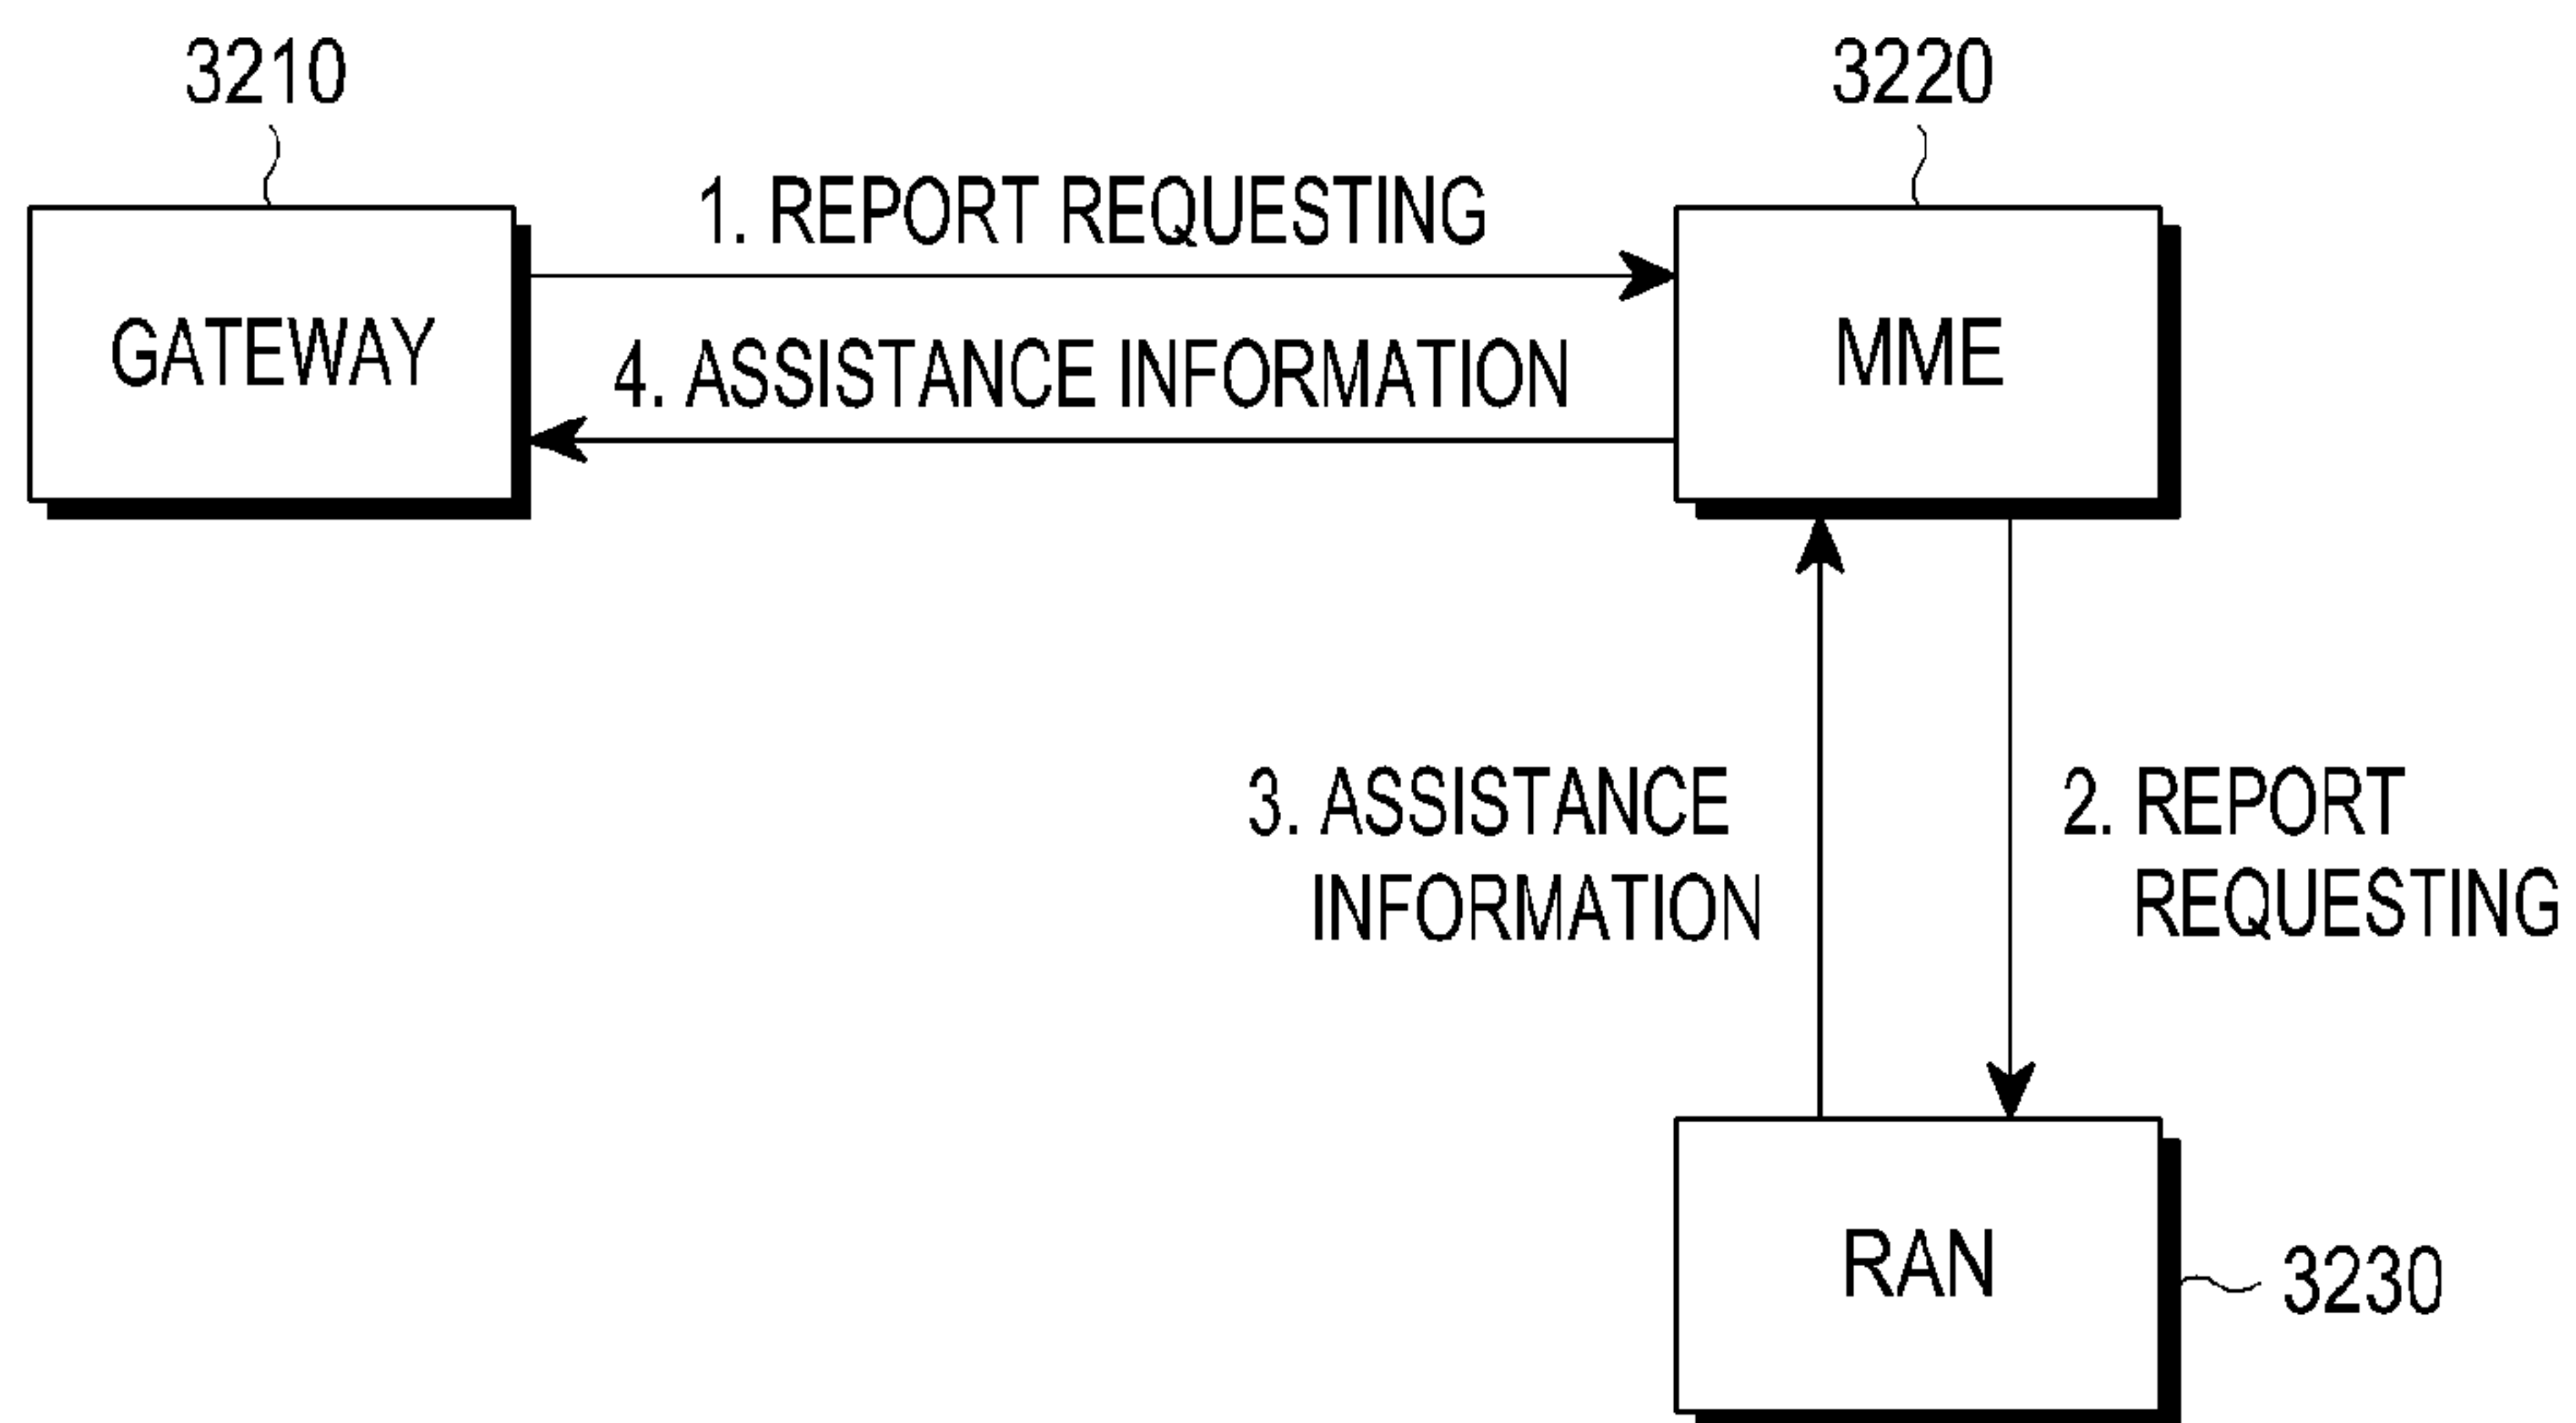 3210
3220
1. REPORT REQUESTING
GATEWAY
MME
4. ASSISTANCE INFORMATION
3. ASSISTANCE
INFORMATION
2. REPORT
REQUESTING
RAN
3230